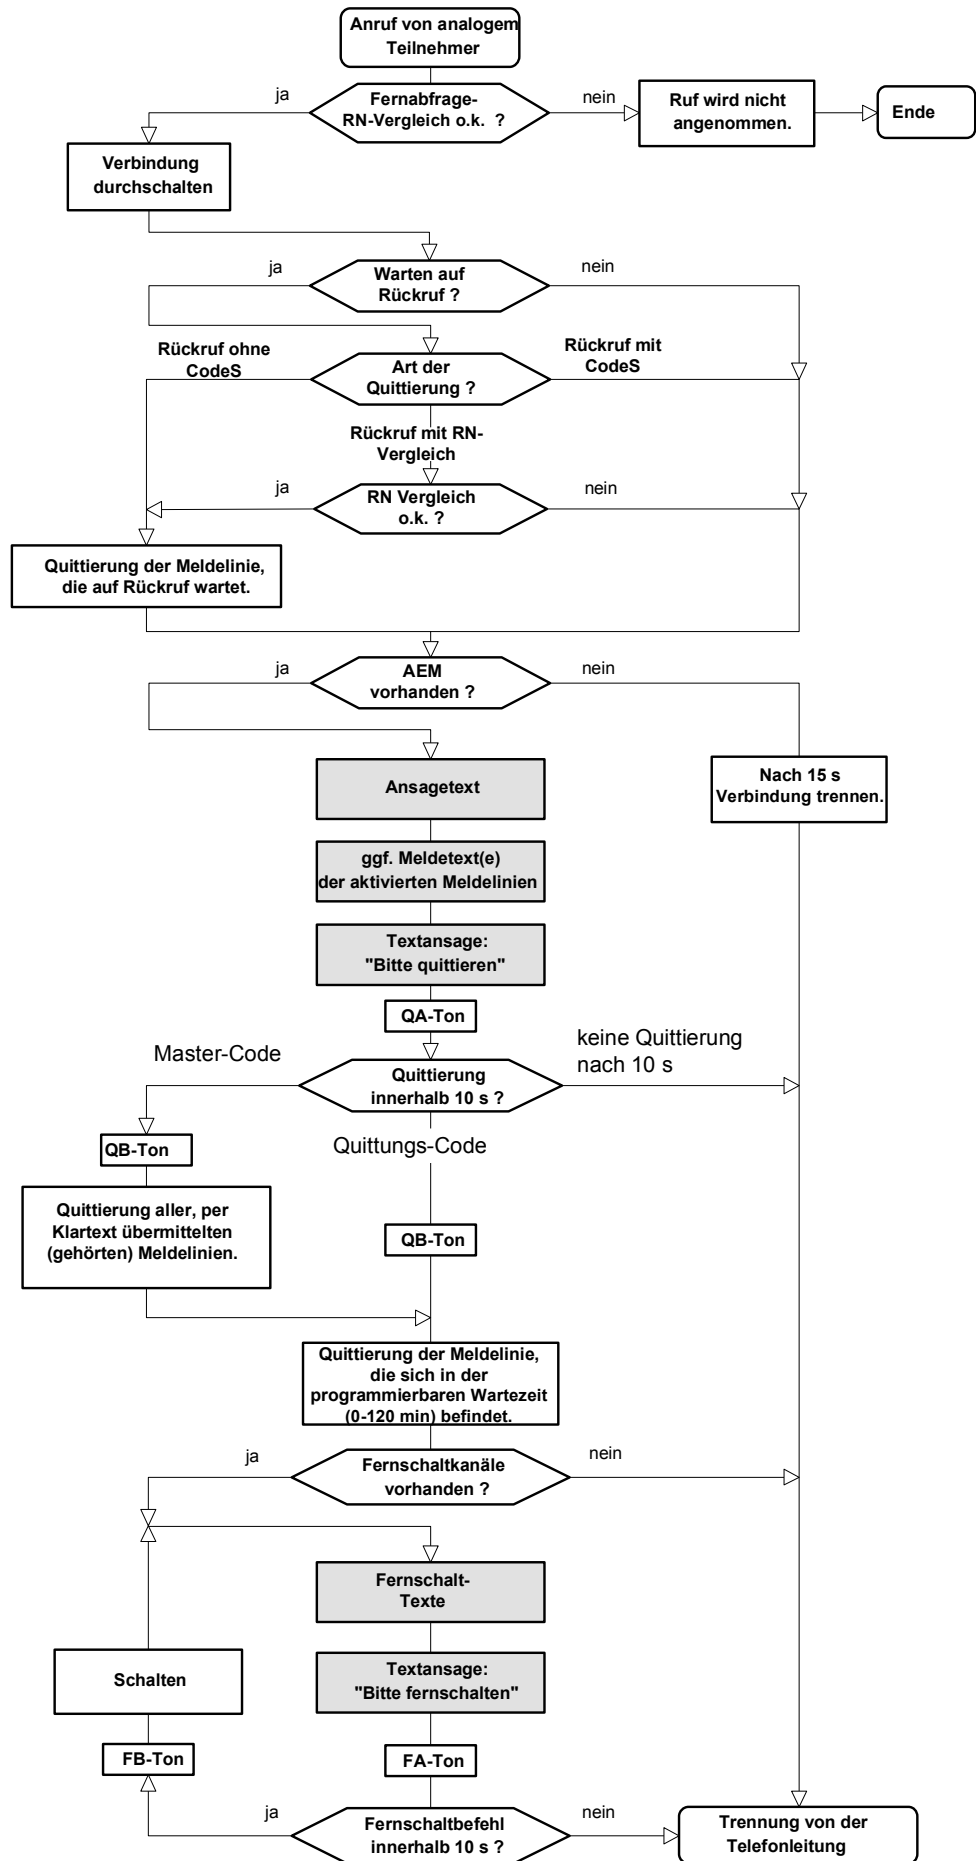 Anruf von analogem
Teilnehmer
ja
Fernabfrage-
RN-Vergleich o.k. ?
nein
Ruf wird nicht
angenommen.
Ende
Verbindung
durchschalten
ja
Warten auf
Rückruf ?
nein
Rückruf ohne
CodeS
Art der
Quittierung ?
Rückruf mit
CodeS
Rückruf mit RN-
Vergleich
ja
RN Vergleich
o.k. ?
nein
Quittierung der Meldelinie,
die auf Rückruf wartet.
ja
AEM
vorhanden ?
nein
Ansagetext
Nach 15 s
Verbindung trennen.
ggf. Meldetext(e)
der aktivierten Meldelinien
Textansage:
"Bitte quittieren"
QA-Ton
Master-Code
Quittierung
innerhalb 10 s ?
keine Quittierung
nach 10 s
QB-Ton
Quittungs-Code
Quittierung aller, per
Klartext übermittelten
(gehörten) Meldelinien.
QB-Ton
Quittierung der Meldelinie,
die sich in der
programmierbaren Wartezeit
(0-120 min) befindet.
ja
Fernschaltkanäle
vorhanden ?
nein
Fernschalt-
Texte
Schalten
Textansage:
"Bitte fernschalten"
FB-Ton
FA-Ton
ja
Fernschaltbefehl
innerhalb 10 s ?
nein
Trennung von der
Telefonleitung